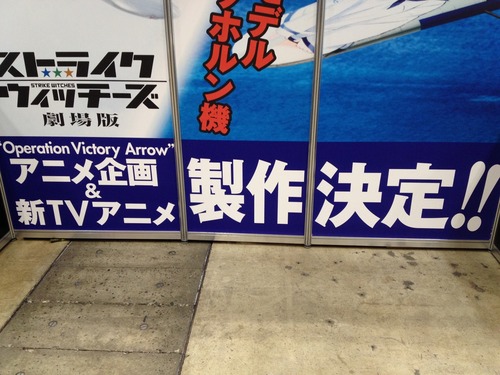 ストライク
ウィッチーズ
STRIKE WITCHES
劇場版
デル
ホルン機
"Operation Victory Arrow"
アニメ企画
&
新TVアニメ
製作決定!!